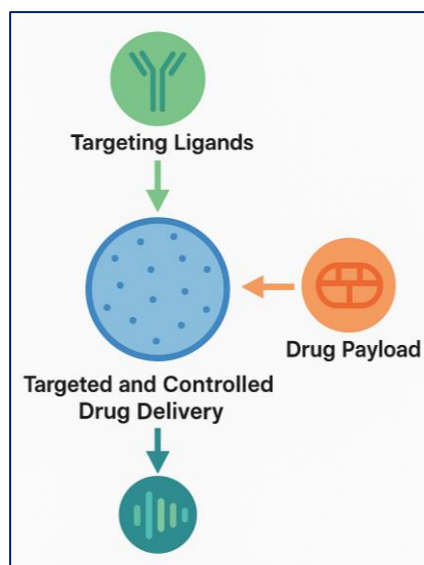 Targeting Ligands
Drug Payload
Targeted and Controlled
Drug Delivery